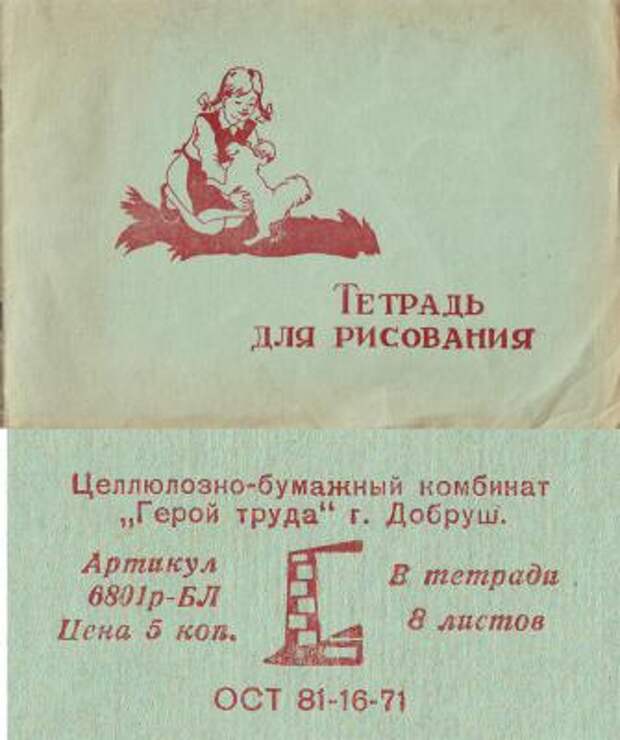 Тетрадь
для рисования
Целлюлозно-бумажный комбинат
„Герой труда“ г. Добруш.
Артикул
6801р-БЛ
Цена 5 коп.
В тетради
8 листов
ОСТ 81-16-71